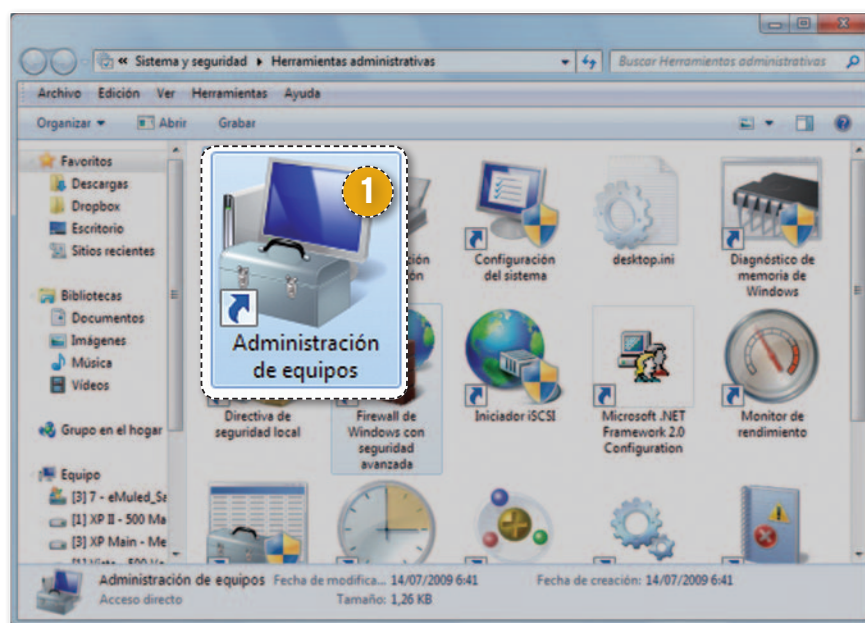 « Sistema y seguridad ▸ Herramientas administrativas
Buscar Herramientas administrativas
Archivo Edición Ver Herramientas Ayuda
Organizar Abrir Grabar
Favoritos
Descargas
Dropbox
Escritorio
Sitios recientes
Bibliotecas
Documentos
Imágenes
Música
Vídeos
Grupo en el hogar
Equipo
[3] 7 - eMuled_Sa
[1] XP II - 500 Ma
[3] XP Main - Me
1
Administración
de equipos
Configuración
del sistema
desktop.ini
Diagnóstico de
memoria de
Windows
Directiva de
seguridad local
Firewall de
Windows con
seguridad
avanzada
Iniciador iSCSI
Microsoft .NET
Framework 2.0
Configuration
Monitor de
rendimiento
Administración de equipos Fecha de modifica... 14/07/2009 6:41 Fecha de creación: 14/07/2009 6:41
Acceso directo Tamaño: 1,26 KB